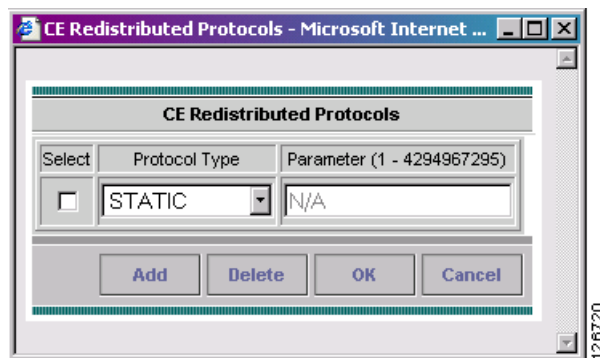 CE Redistributed Protocols - Microsoft Internet ...
CE Redistributed Protocols
Select Protocol Type Parameter (1 - 4294967295)
STATIC N/A
Add Delete OK Cancel
126720